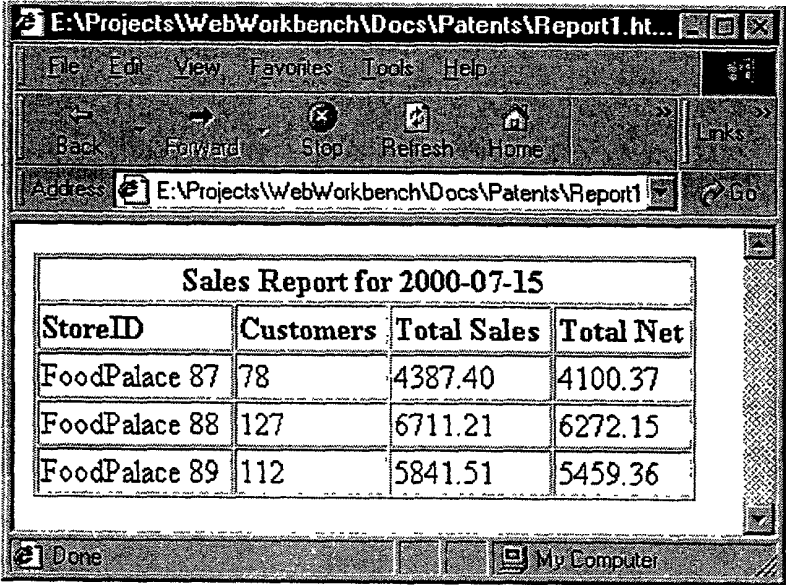 E:\Projects\WebWorkbench\Docs\Patents\Report1.ht...
File Edit View Favorites Tools Help
Back Forward Stop Refresh Home Links
Address E:\Projects\WebWorkbench\Docs\Patents\Report1 Go
Sales Report for 2000-07-15
StoreID Customers Total Sales Total Net
FoodPalace 87 78 4387.40 4100.37
FoodPalace 88 127 6711.21 6272.15
FoodPalace 89 112 5841.51 5459.36
Done My Computer